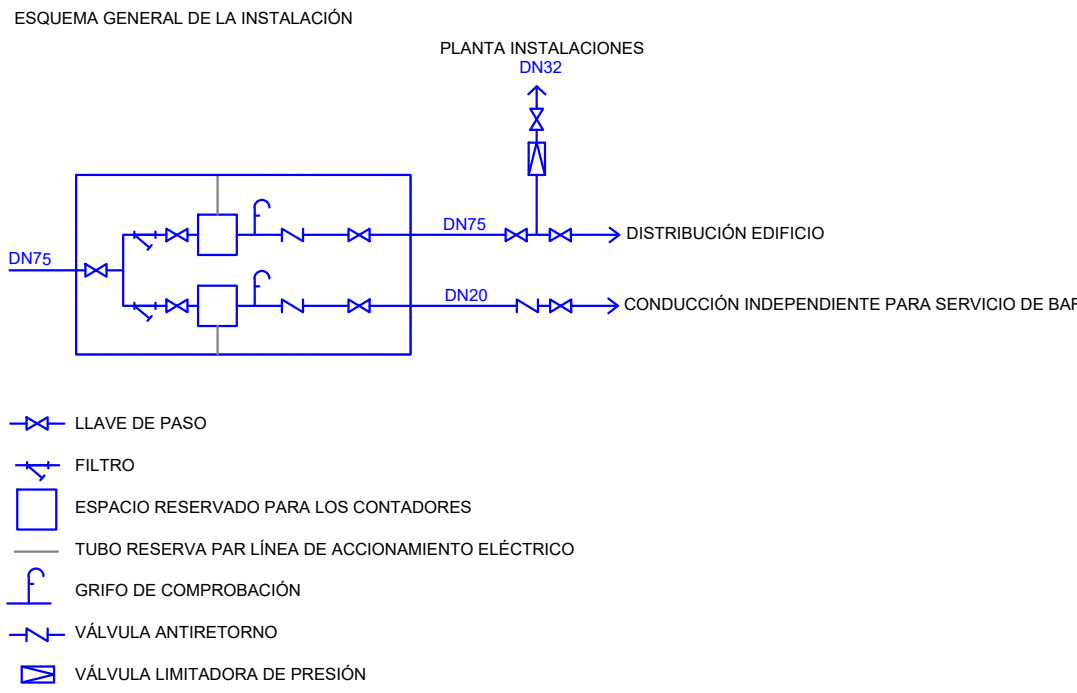 ESQUEMA GENERAL DE LA INSTALACIÓN
PLANTA INSTALACIONES
DN32
DN75
DN75
DISTRIBUCIÓN EDIFICIO
DN20
CONDUCCIÓN INDEPENDIENTE PARA SERVICIO DE BAR
LLAVE DE PASO
FILTRO
ESPACIO RESERVADO PARA LOS CONTADORES
TUBO RESERVA PAR LÍNEA DE ACCIONAMIENTO ELÉCTRICO
GRIFO DE COMPROBACIÓN
VÁLVULA ANTIRETORNO
VÁLVULA LIMITADORA DE PRESIÓN